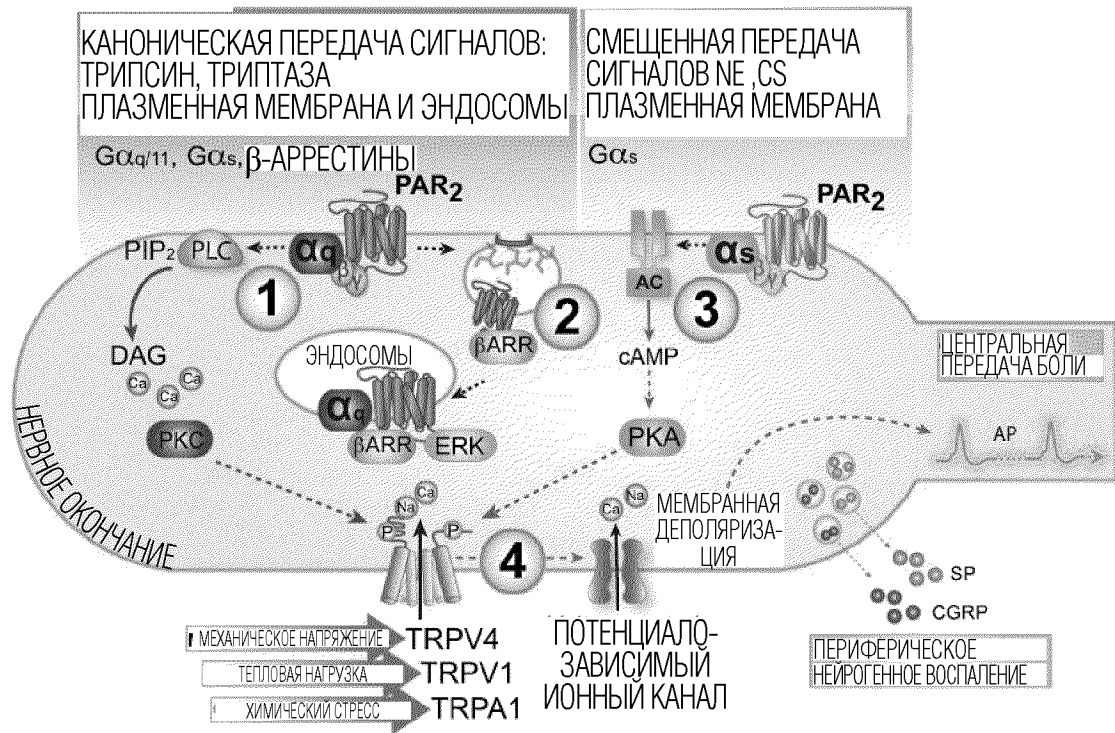 КАНОНИЧЕСКАЯ ПЕРЕДАЧА СИГНАЛОВ:
ТРИПСИН, ТРИПТАЗА
ПЛАЗМЕННАЯ МЕМБРАНА И ЭНДОСОМЫ
СМЕЩЕННАЯ ПЕРЕДАЧА
СИГНАЛОВ NE ,CS
ПЛАЗМЕННАЯ МЕМБРАНА
Gαq/11, Gαs, β-АРРЕСТИНЫ
Gαs
PAR2
PAR2
PIP2
PLC
αq
β
γ
1
2
βARR
AC
αs
β
γ
3
DAG
Ca
Ca
Ca
PKC
ЭНДОСОМЫ
αq
βARR
ERK
cAMP
PKA
ЦЕНТРАЛЬНАЯ
ПЕРЕДАЧА БОЛИ
AP
НЕРВНОЕ ОКОНЧАНИЕ
Ca
Na
P
P
4
Ca
Na
МЕМБРАННАЯ
ДЕПОЛЯРИЗА-
ЦИЯ
SP
CGRP
МЕХАНИЧЕСКОЕ НАПРЯЖЕНИЕ
TRPV4
ТЕПЛОВАЯ НАГРУЗКА
TRPV1
ХИМИЧЕСКИЙ СТРЕСС
TRPA1
ПОТЕНЦИАЛО-
ЗАВИСИМЫЙ
ИОННЫЙ КАНАЛ
ПЕРИФЕРИЧЕСКОЕ
НЕЙРОГЕННОЕ ВОСПАЛЕНИЕ